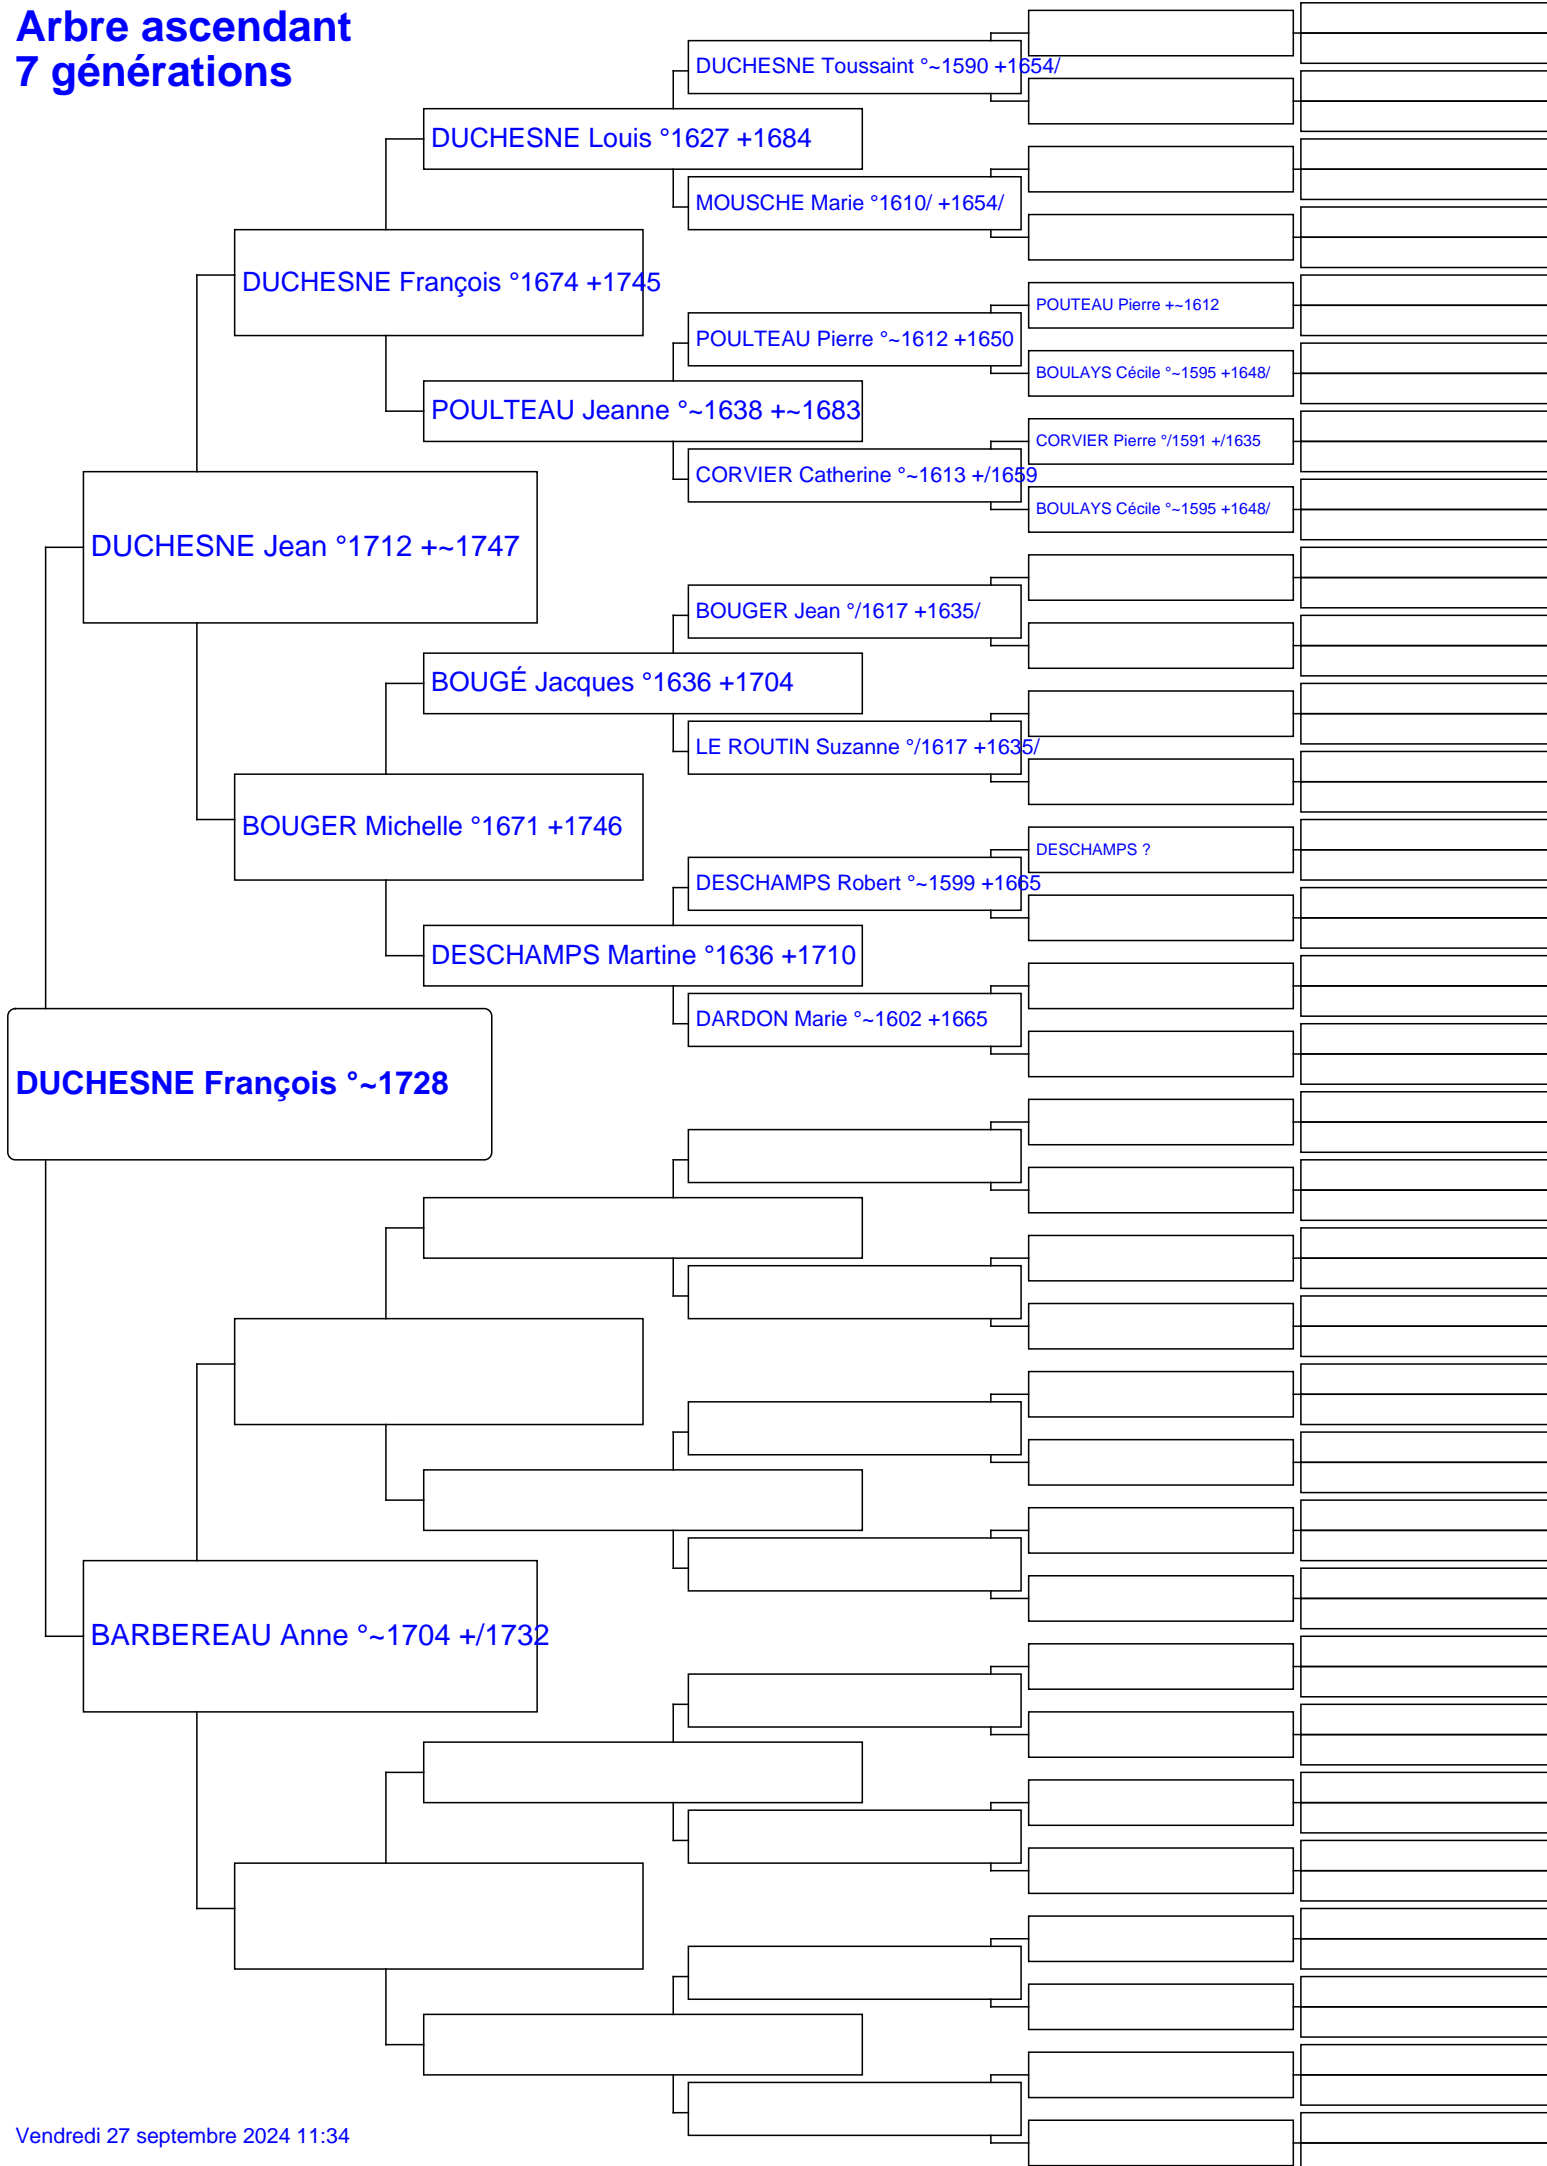 Arbre ascendant
7 générations
DUCHESNE Toussaint °~1590 +1654/
DUCHESNE Louis °1627 +1684
MOUSCHE Marie °1610/ +1654/
DUCHESNE François °1674 +1745
POUTEAU Pierre +~1612
POULTEAU Pierre °~1612 +1650
BOULAYS Cécile °~1595 +1648/
POULTEAU Jeanne °~1638 +~1683
CORVIER Pierre °/1591 +/1635
CORVIER Catherine °~1613 +/1659
BOULAYS Cécile °~1595 +1648/
DUCHESNE Jean °1712 +~1747
BOUGER Jean °/1617 +1635/
BOUGÉ Jacques °1636 +1704
LE ROUTIN Suzanne °/1617 +1635/
BOUGER Michelle °1671 +1746
DESCHAMPS ?
DESCHAMPS Robert °~1599 +1665
DESCHAMPS Martine °1636 +1710
DARDON Marie °~1602 +1665
DUCHESNE François °~1728
BARBEREAU Anne °~1704 +/1732
Vendredi 27 septembre 2024 11:34